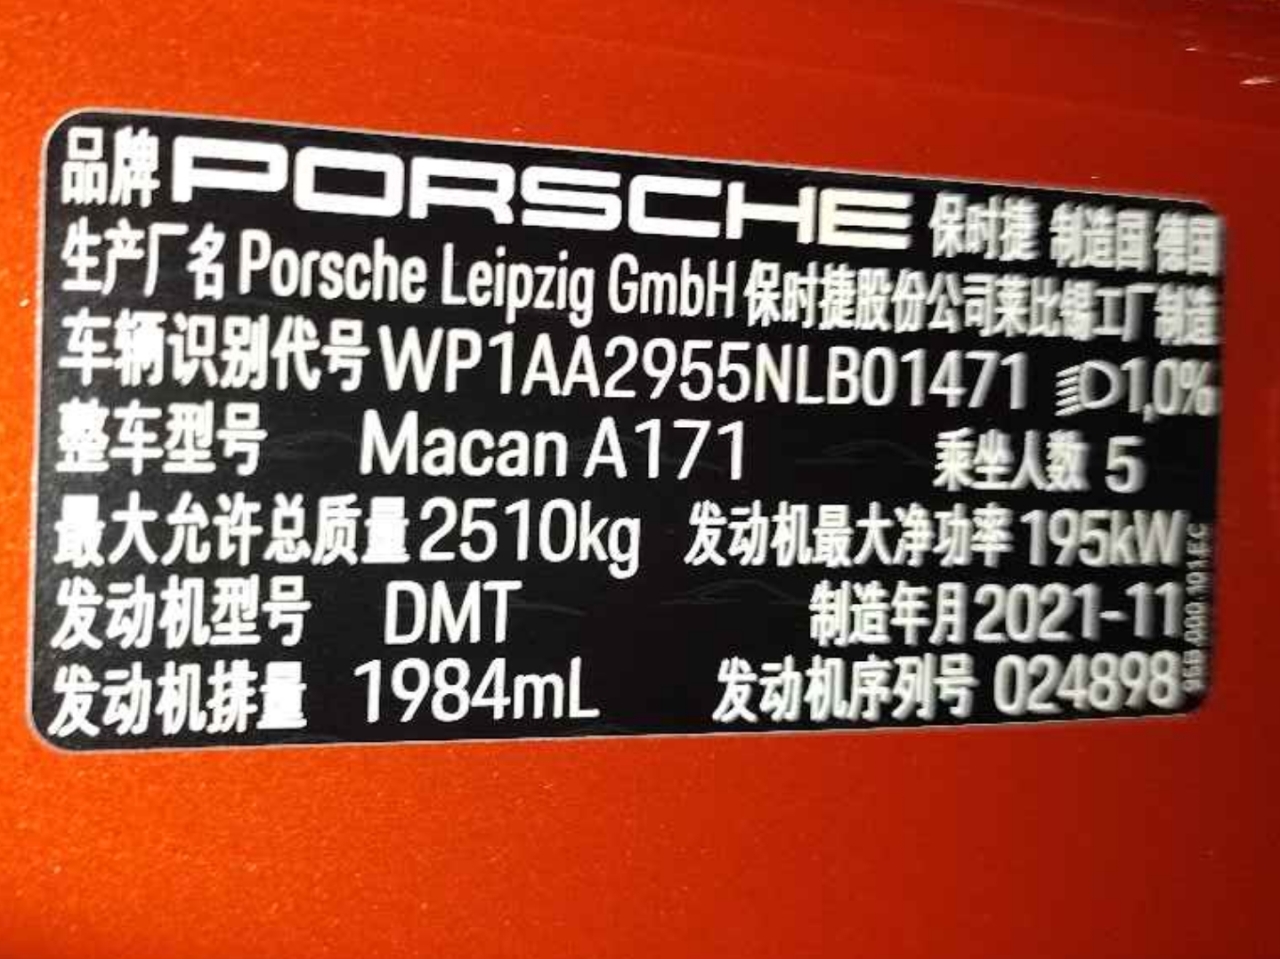 品牌 PORSCHE 保时捷 制造国 德国
生产厂名 Porsche Leipzig GmbH 保时捷股份公司莱比锡工厂制造
车辆识别代号 WP1AA2955NLB01471 1,0%
整车型号 Macan A171 乘坐人数 5
最大允许总质量 2510kg 发动机最大净功率 195kW
发动机型号 DMT 制造年月 2021-11
发动机排量 1984mL 发动机序列号 024898